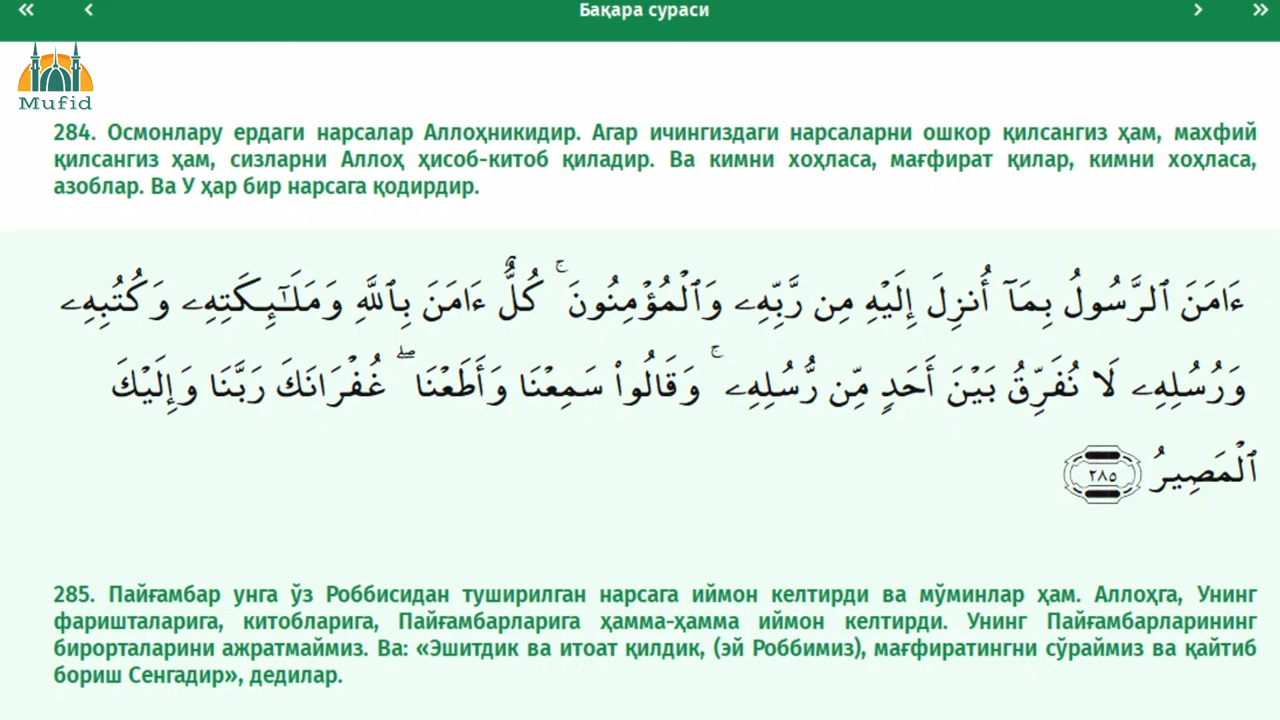 Бақара сураси
Mufid
284. Осмонлару ердаги нарсалар Аллоҳникидир. Агар ичингиздаги нарсаларни ошкор қилсангиз ҳам, махфий
қилсангиз ҳам, сизларни Аллоҳ ҳисоб-китоб қиладир. Ва кимни хоҳласа, мағфират қилар, кимни хоҳласа,
азоблар. Ва У ҳар бир нарсага қодирдир.
ءَامَنَ ٱلرَّسُولُ بِمَآ أُنزِلَ إِلَيْهِ مِن رَّبِّهِۦ وَٱلْمُؤْمِنُونَ ۚ كُلٌّ ءَامَنَ بِٱللَّهِ وَمَلَـٰٓئِكَتِهِۦ وَكُتُبِهِۦ
وَرُسُلِهِۦ لَا نُفَرِّقُ بَيْنَ أَحَدٍ مِّن رُّسُلِهِۦ ۚ وَقَالُوا۟ سَمِعْنَا وَأَطَعْنَا ۖ غُفْرَانَكَ رَبَّنَا وَإِلَيْكَ
ٱلْمَصِيرُ ٢٨٥
285. Пайғамбар унга ўз Роббисидан туширилган нарсага иймон келтирди ва мўминлар ҳам. Аллоҳга, Унинг
фаришталарига, китобларига, Пайғамбарларига ҳамма-ҳамма иймон келтирди. Унинг Пайғамбарларининг
бирорталарини ажратмаймиз. Ва: «Эшитдик ва итоат қилдик, (эй Роббимиз), мағфиратингни сўраймиз ва қайтиб
бориш Сенгадир», дедилар.